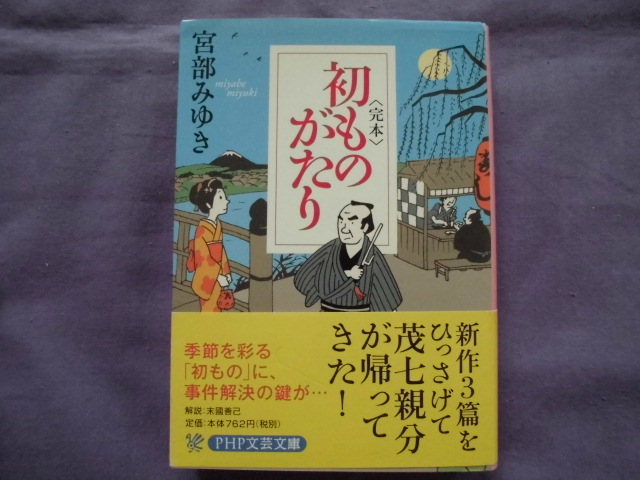 宮部みゆき
miyabe
miyuki
〈完本〉
初もの
がたり
新作3篇を
ひっさげて
茂七親分
が帰って
きた！
季節を彩る
「初もの」に、
事件解決の鍵が…
解説：末國善己
定価：本体762円（税別）
PHP文芸文庫